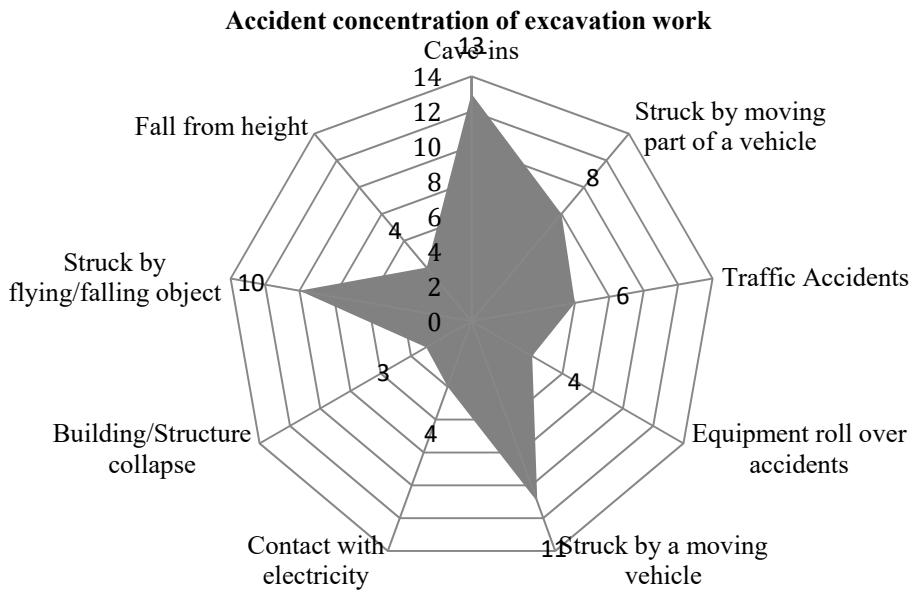 Accident concentration of excavation work
Cave-ins
13
14
12
10
8
6
4
2
0
Struck by moving
part of a vehicle
8
Traffic Accidents
6
Equipment roll over
accidents
4
Struck by a moving
vehicle
11
Contact with
electricity
4
Building/Structure
collapse
3
Struck by
flying/falling object
10
Fall from height
4